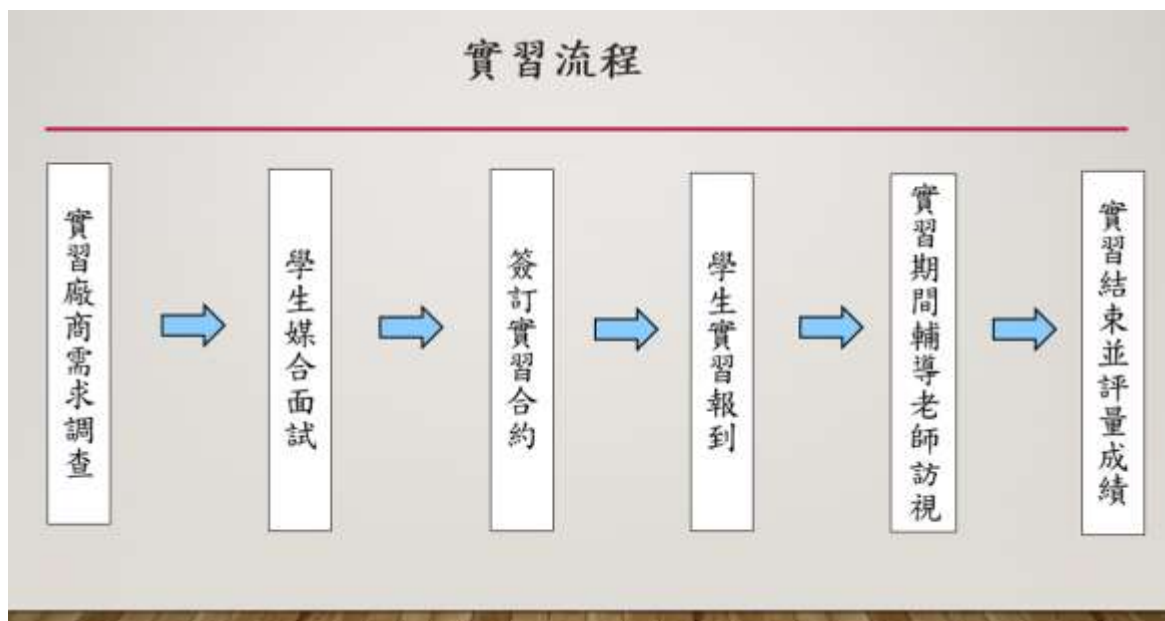 實習流程
實習廠商需求調查
學生媒合面試
簽訂實習合約
學生實習報到
實習期間輔導老師訪視
實習結束並評量成績